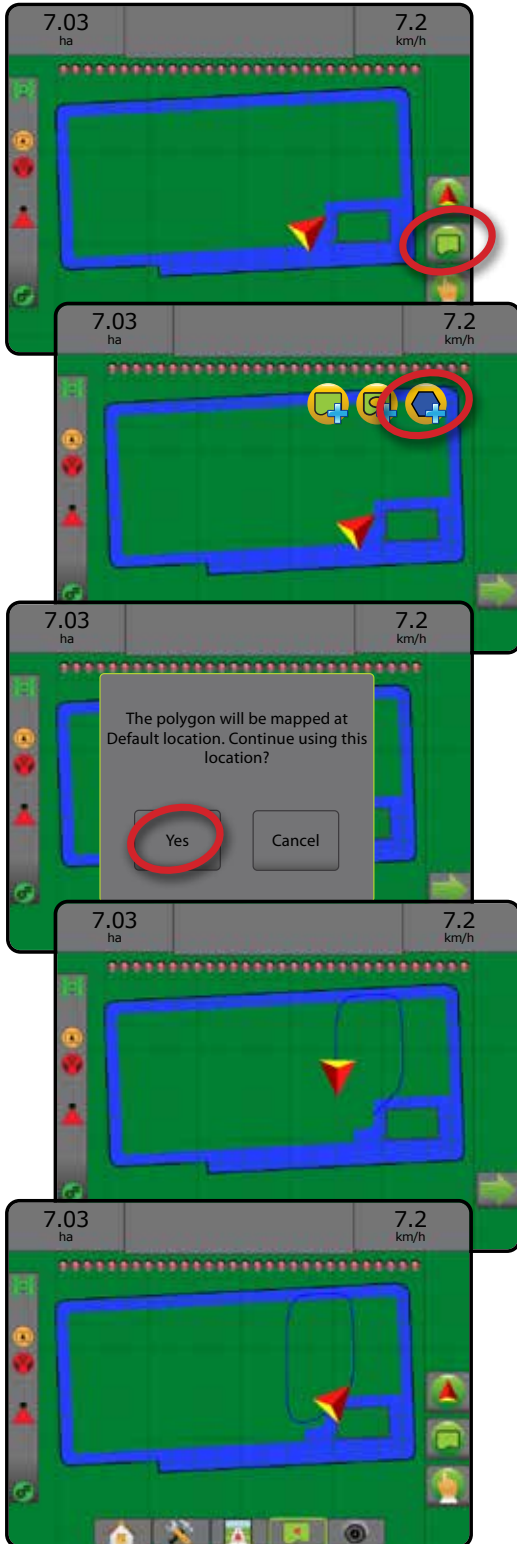 7.03
7.2
ha
km/h
7.03
7.2
ha
km/h
7.03
7.2
ha
km/h
The polygon will be mapped at
Default location. Continue using this
location?
Yes
Cancel
7.03
7.2
ha
km/h
7.03
7.2
ha
km/h